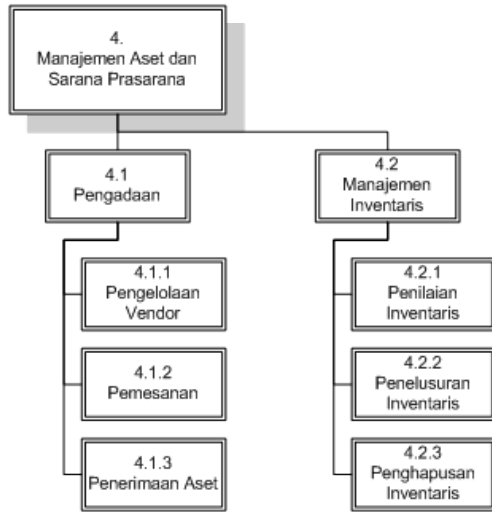 4.
Manajemen Aset dan
Sarana Prasarana
4.1
Pengadaan
4.2
Manajemen
Inventaris
4.1.1
Pengelolaan
Vendor
4.1.2
Pemesanan
4.1.3
Penerimaan Aset
4.2.1
Penilaian
Inventaris
4.2.2
Penelusuran
Inventaris
4.2.3
Penghapusan
Inventaris